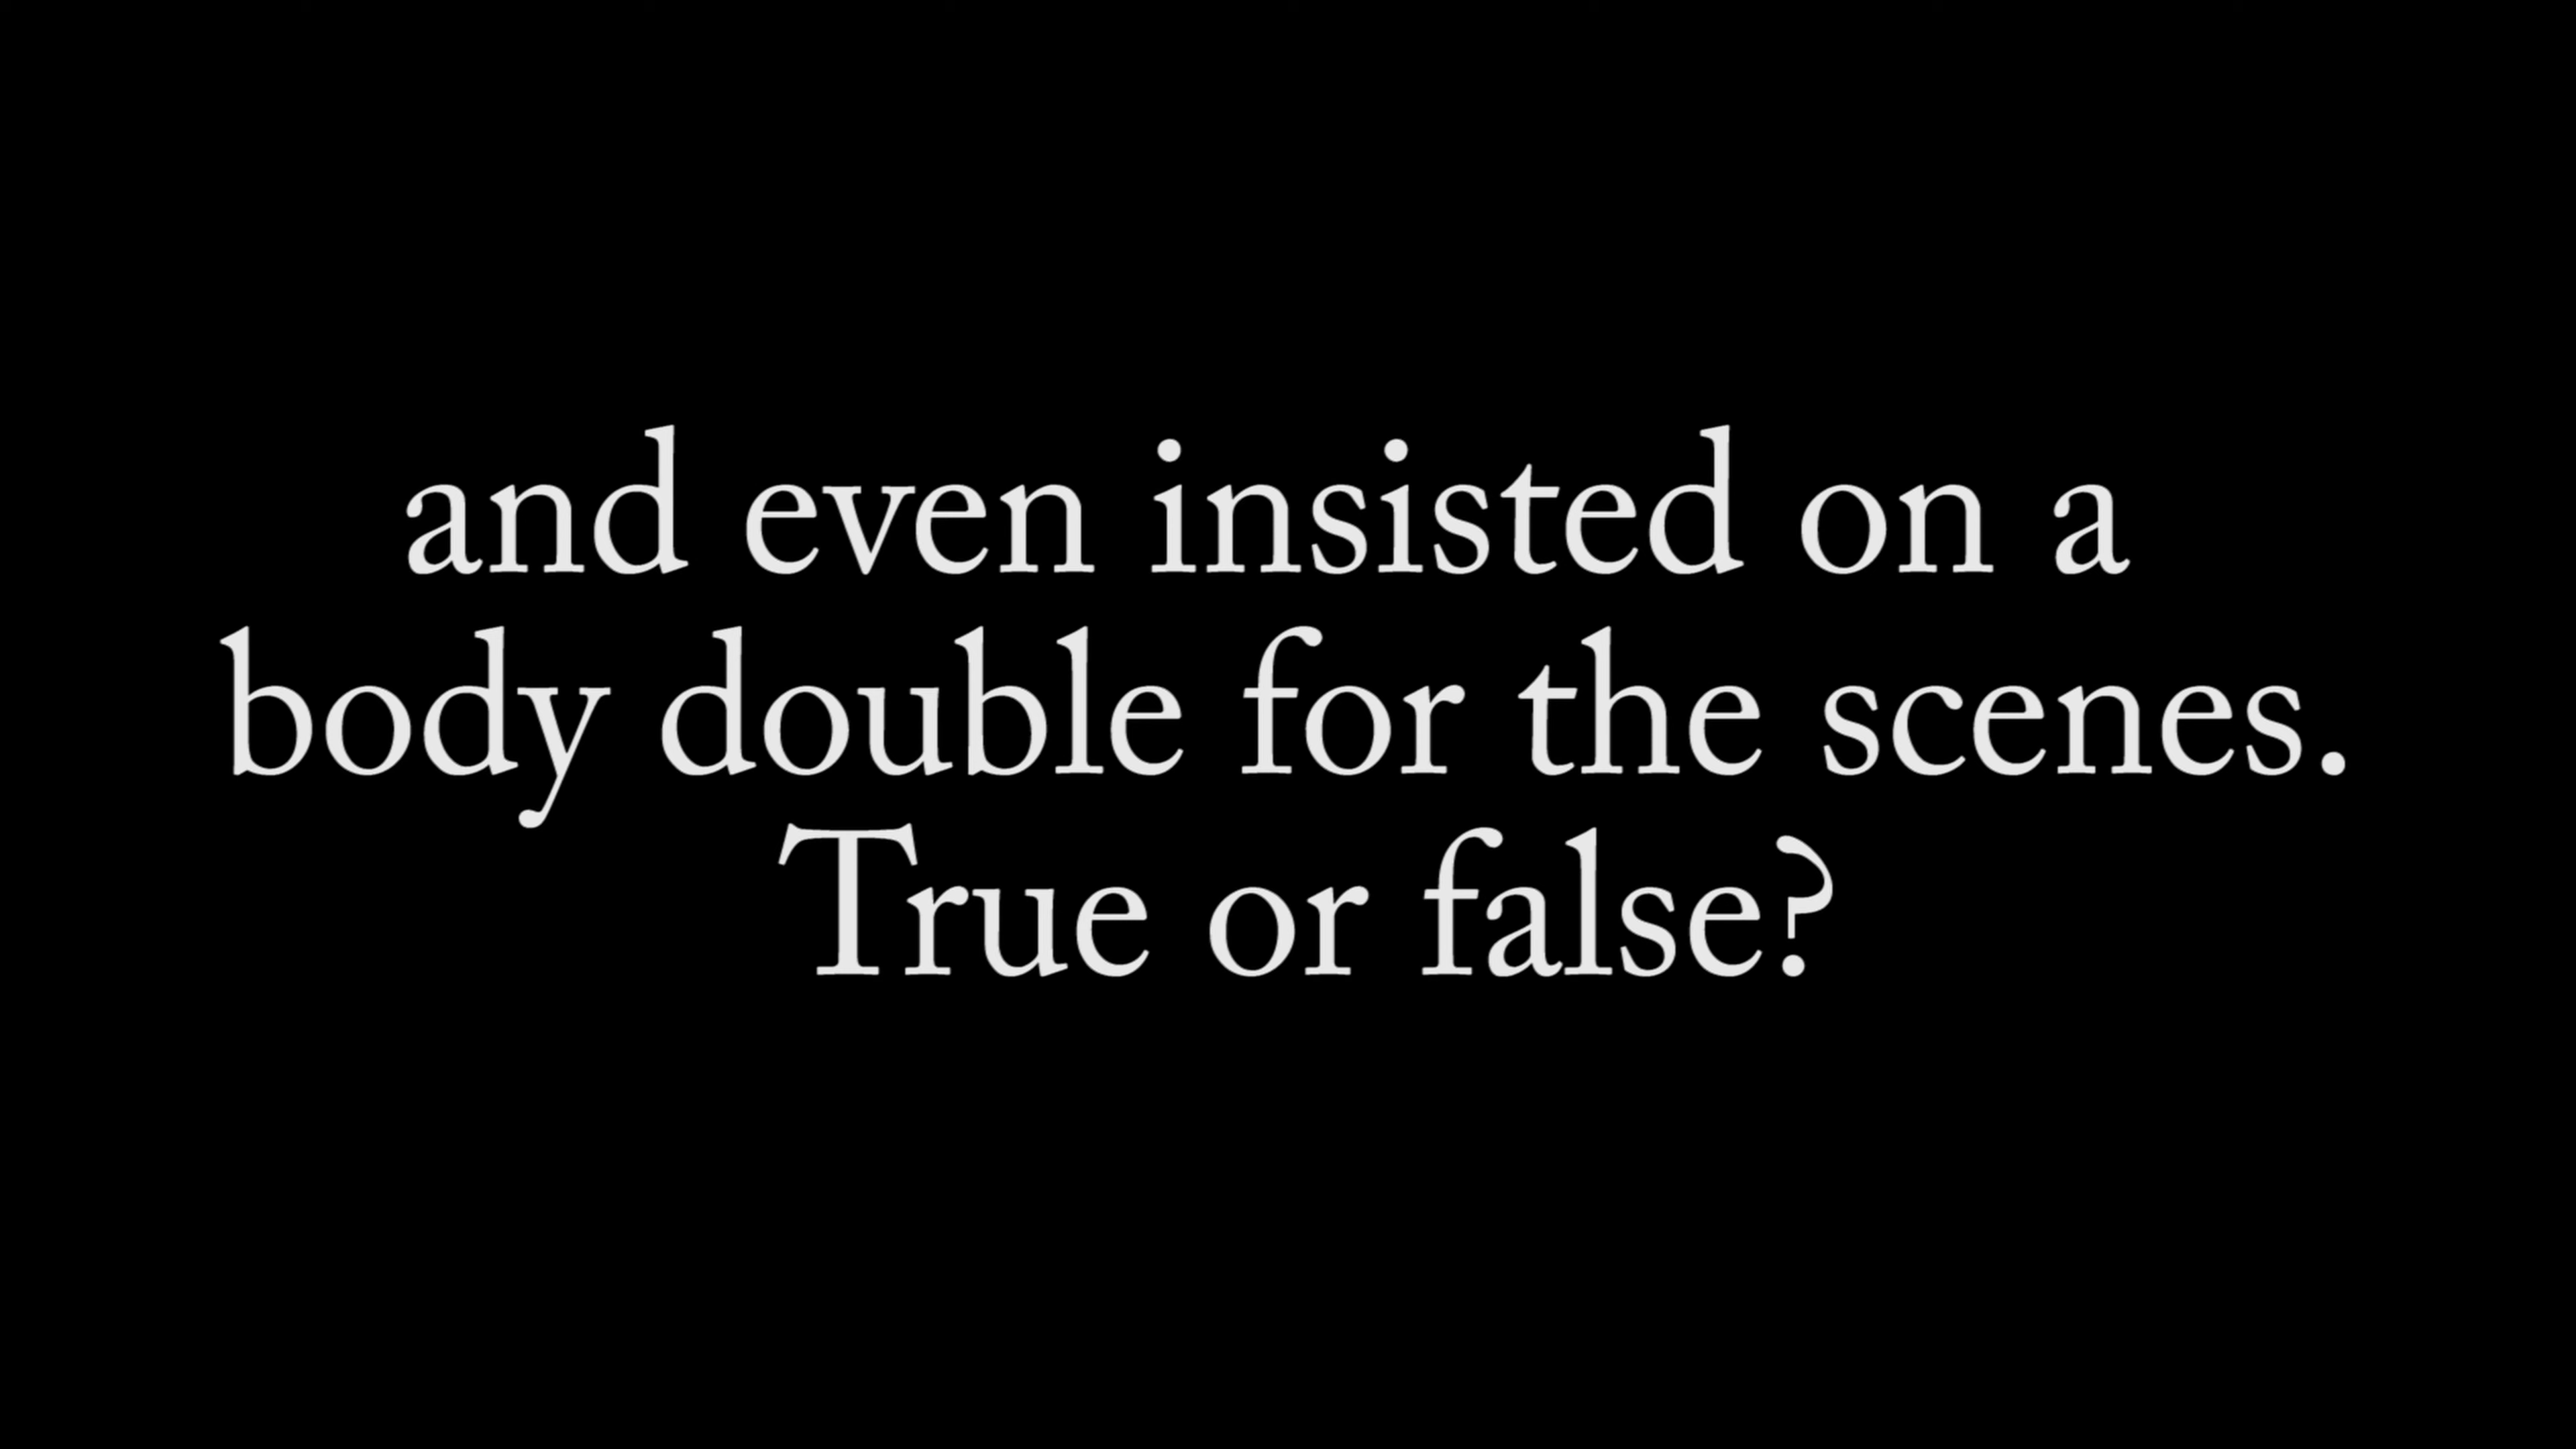 and even insisted on a
body double for the scenes.
True or false?